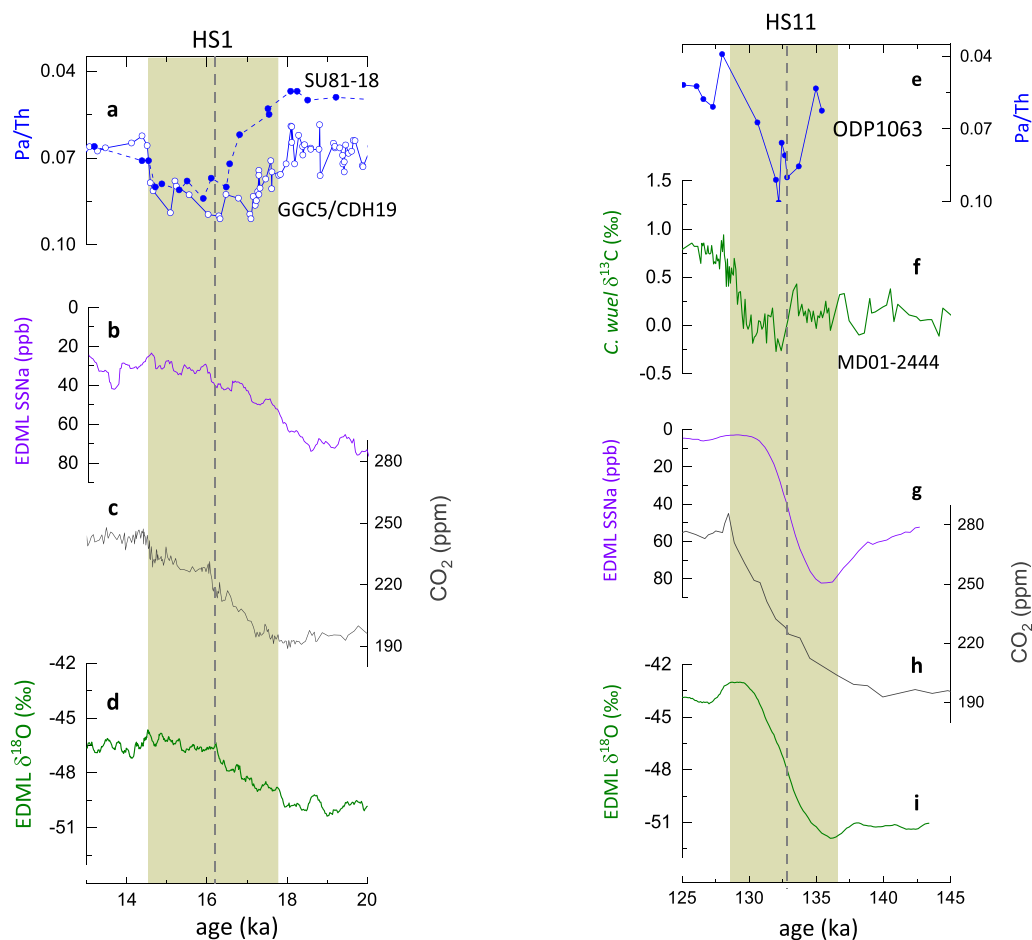 HS1
a
SU81-18
GGC5/CDH19
Pa/Th
0.04
0.07
0.10
b
EDML SSNa (ppb)
0
20
40
60
80
c
CO₂ (ppm)
280
250
220
190
d
EDML δ¹⁸O (‰)
-42
-45
-48
-51
14
16
18
20
age (ka)
HS11
e
ODP1063
Pa/Th
0.04
0.07
0.10
f
C. wuel δ¹³C (‰)
1.5
1.0
0.5
0.0
-0.5
MD01-2444
g
EDML SSNa (ppb)
0
20
40
60
80
h
CO₂ (ppm)
280
250
220
190
i
EDML δ¹⁸O (‰)
-42
-45
-48
-51
125
130
135
140
145
age (ka)